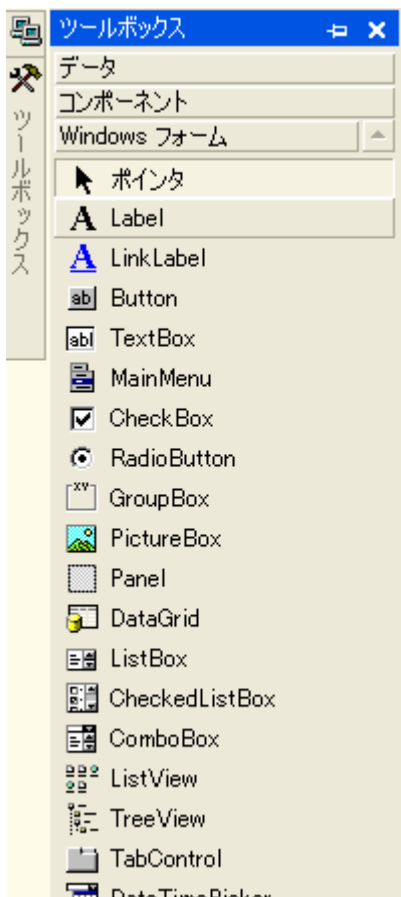 ツールボックス
ツールボックス
データ
コンポーネント
Windows フォーム
ポインタ
Label
LinkLabel
Button
TextBox
MainMenu
CheckBox
RadioButton
GroupBox
PictureBox
Panel
DataGrid
ListBox
CheckedListBox
ComboBox
ListView
TreeView
TabControl
DateTimePicker